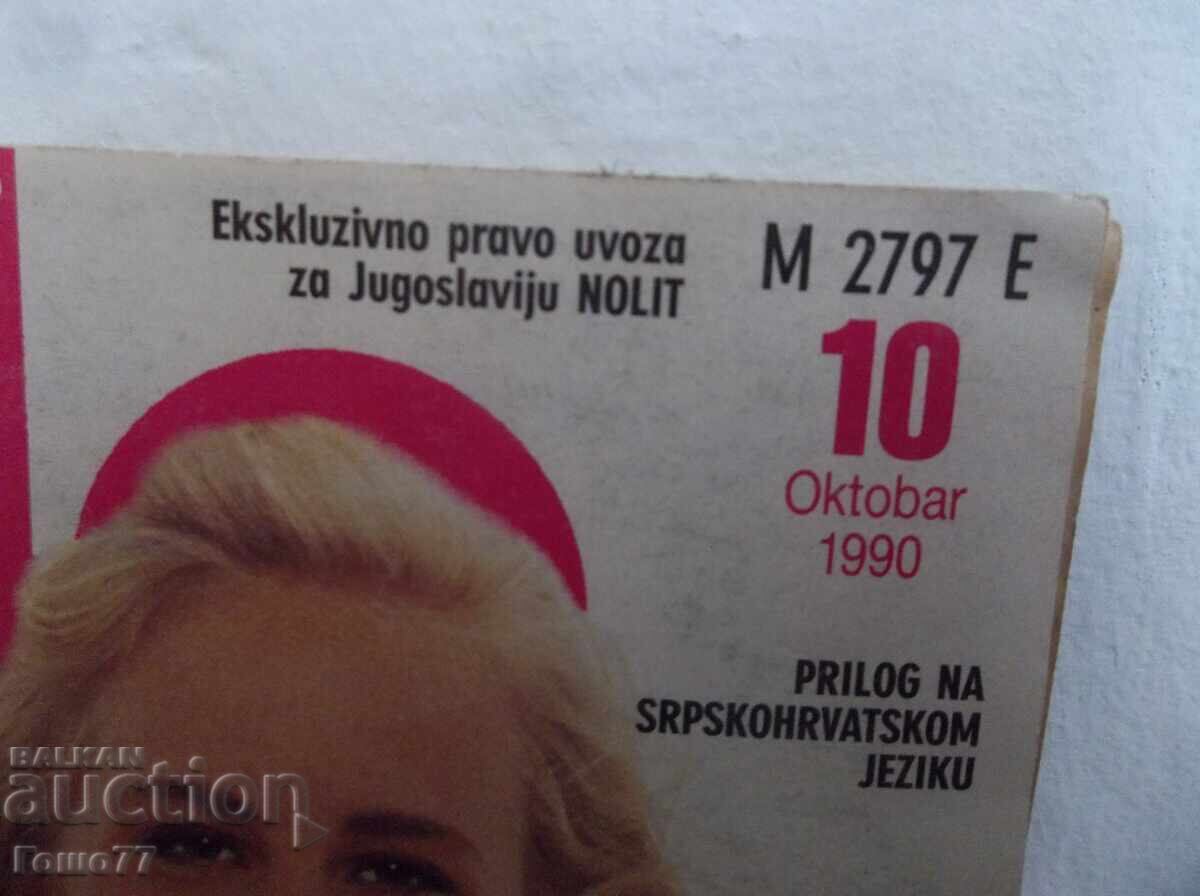 Ekskluzivno pravo uvoza
za Jugoslaviju NOLIT
M 2797 E
10
Oktobar
1990
PRILOG NA
SRPSKOHRVATSKOM
JEZIKU
BALKAN
auction
Гошо77